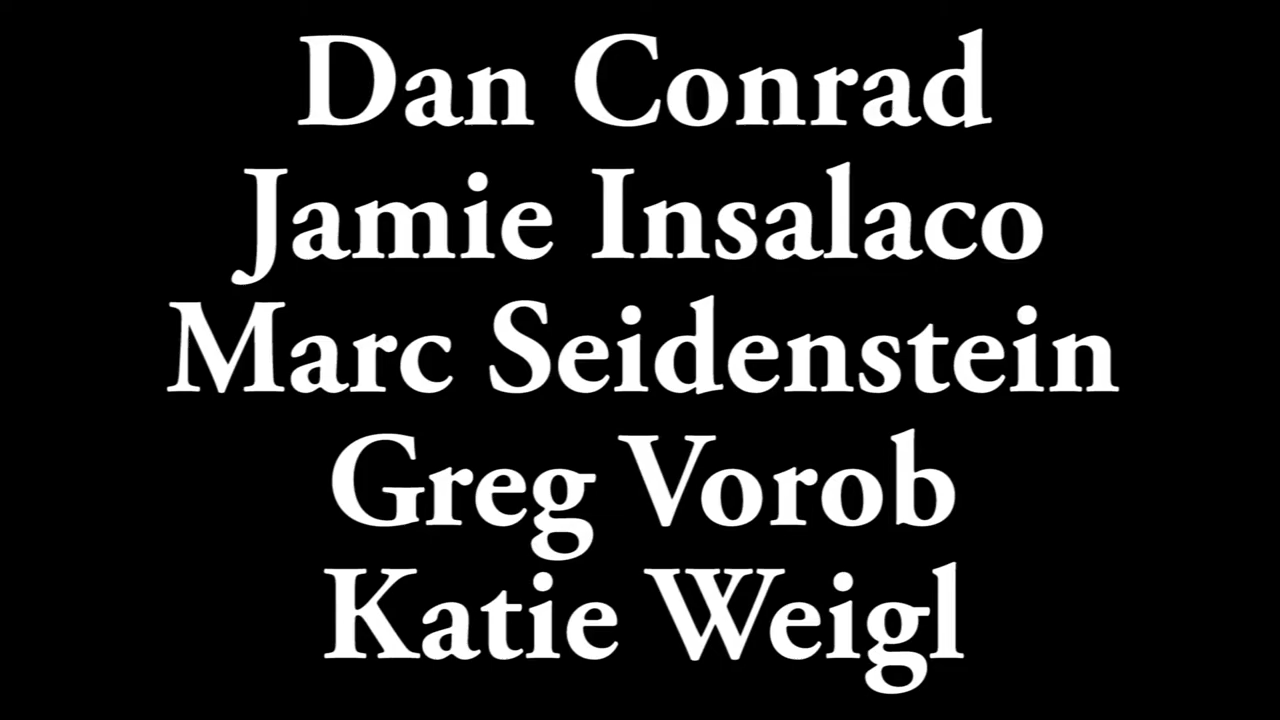 Dan Conrad
Jamie Insalaco
Marc Seidenstein
Greg Vorob
Katie Weigl